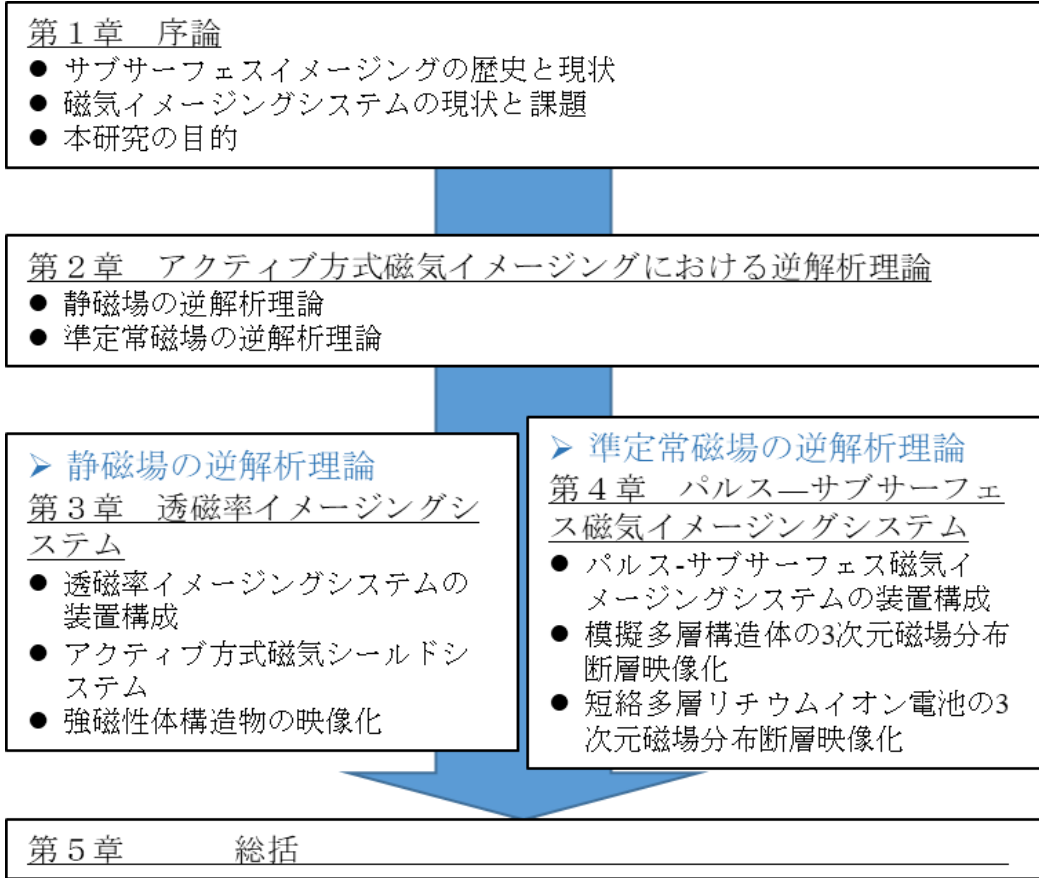 第１章　序論
● サブサーフェスイメージングの歴史と現状
● 磁気イメージングシステムの現状と課題
● 本研究の目的
第２章　アクティブ方式磁気イメージングにおける逆解析理論
● 静磁場の逆解析理論
● 準定常磁場の逆解析理論
➢ 静磁場の逆解析理論
第３章　透磁率イメージングシ
ステム
● 透磁率イメージングシステムの
装置構成
● アクティブ方式磁気シールドシ
ステム
● 強磁性体構造物の映像化
➢ 準定常磁場の逆解析理論
第４章　パルス―サブサーフェ
ス磁気イメージングシステム
● パルス-サブサーフェス磁気イ
メージングシステムの装置構成
● 模擬多層構造体の3次元磁場分布
断層映像化
● 短絡多層リチウムイオン電池の3
次元磁場分布断層映像化
第５章　　　総括